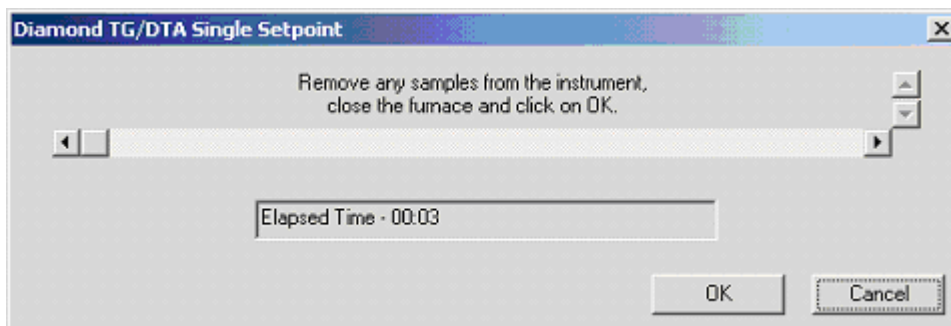 Diamond TG/DTA Single Setpoint
Remove any samples from the instrument,
close the furnace and click on OK.
Elapsed Time - 00:03
OK
Cancel